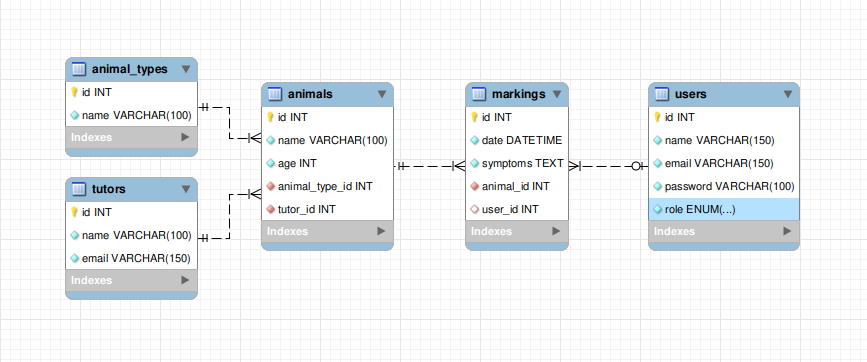 animal_types
id INT
name VARCHAR(100)
Indexes
tutors
id INT
name VARCHAR(100)
email VARCHAR(150)
Indexes
animals
id INT
name VARCHAR(100)
age INT
animal_type_id INT
tutor_id INT
Indexes
markings
id INT
date DATETIME
symptoms TEXT
animal_id INT
user_id INT
Indexes
users
id INT
name VARCHAR(150)
email VARCHAR(150)
password VARCHAR(100)
role ENUM(...)
Indexes